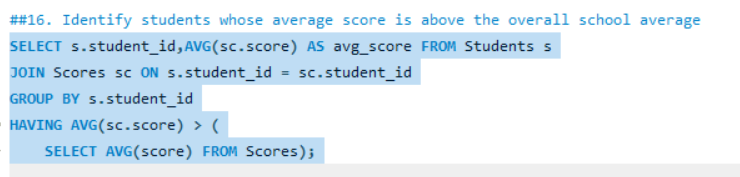 ##16. Identify students whose average score is above the overall school average
SELECT s.student_id,AVG(sc.score) AS avg_score FROM Students s
JOIN Scores sc ON s.student_id = sc.student_id
GROUP BY s.student_id
HAVING AVG(sc.score) > (
    SELECT AVG(score) FROM Scores);